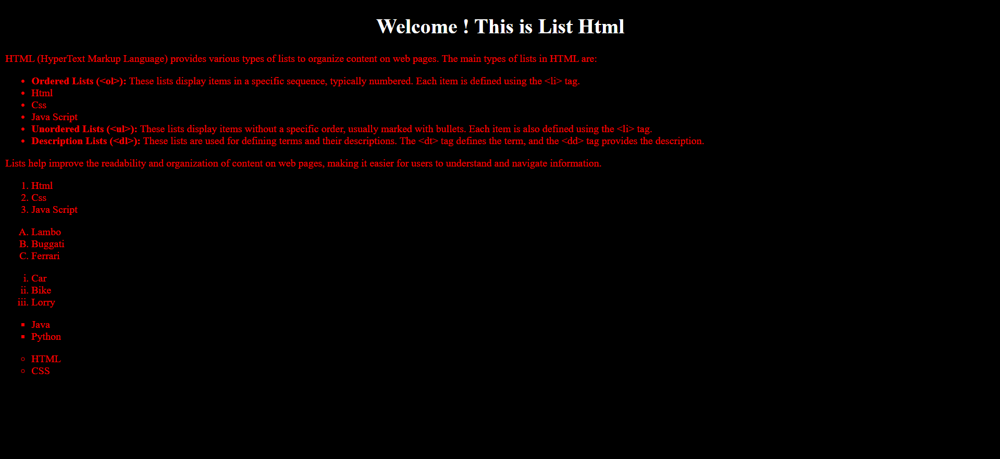 Welcome ! This is List Html
HTML (HyperText Markup Language) provides various types of lists to organize content on web pages. The main types of lists in HTML are:
• Ordered Lists (<ol>): These lists display items in a specific sequence, typically numbered. Each item is defined using the <li> tag.
• Html
• Css
• Java Script
• Unordered Lists (<ul>): These lists display items without a specific order, usually marked with bullets. Each item is also defined using the <li> tag.
• Description Lists (<dl>): These lists are used for defining terms and their descriptions. The <dt> tag defines the term, and the <dd> tag provides the description.
Lists help improve the readability and organization of content on web pages, making it easier for users to understand and navigate information.
1. Html
2. Css
3. Java Script
A. Lambo
B. Buggati
C. Ferrari
i. Car
ii. Bike
iii. Lorry
▪ Java
▪ Python
◦ HTML
◦ CSS